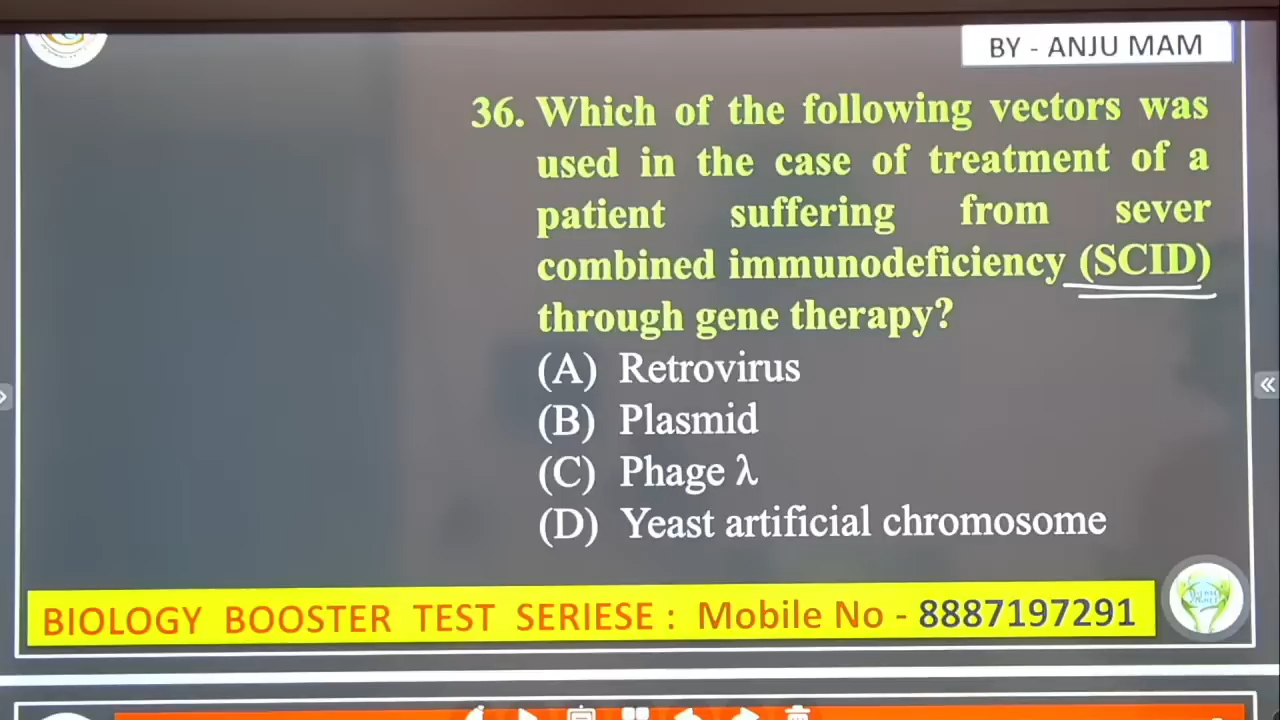 BY - ANJU MAM
36. Which of the following vectors was
used in the case of treatment of a
patient suffering from sever
combined immunodeficiency (SCID)
through gene therapy?
(A) Retrovirus
(B) Plasmid
(C) Phage λ
(D) Yeast artificial chromosome
BIOLOGY BOOSTER TEST SERIESE : Mobile No - 8887197291